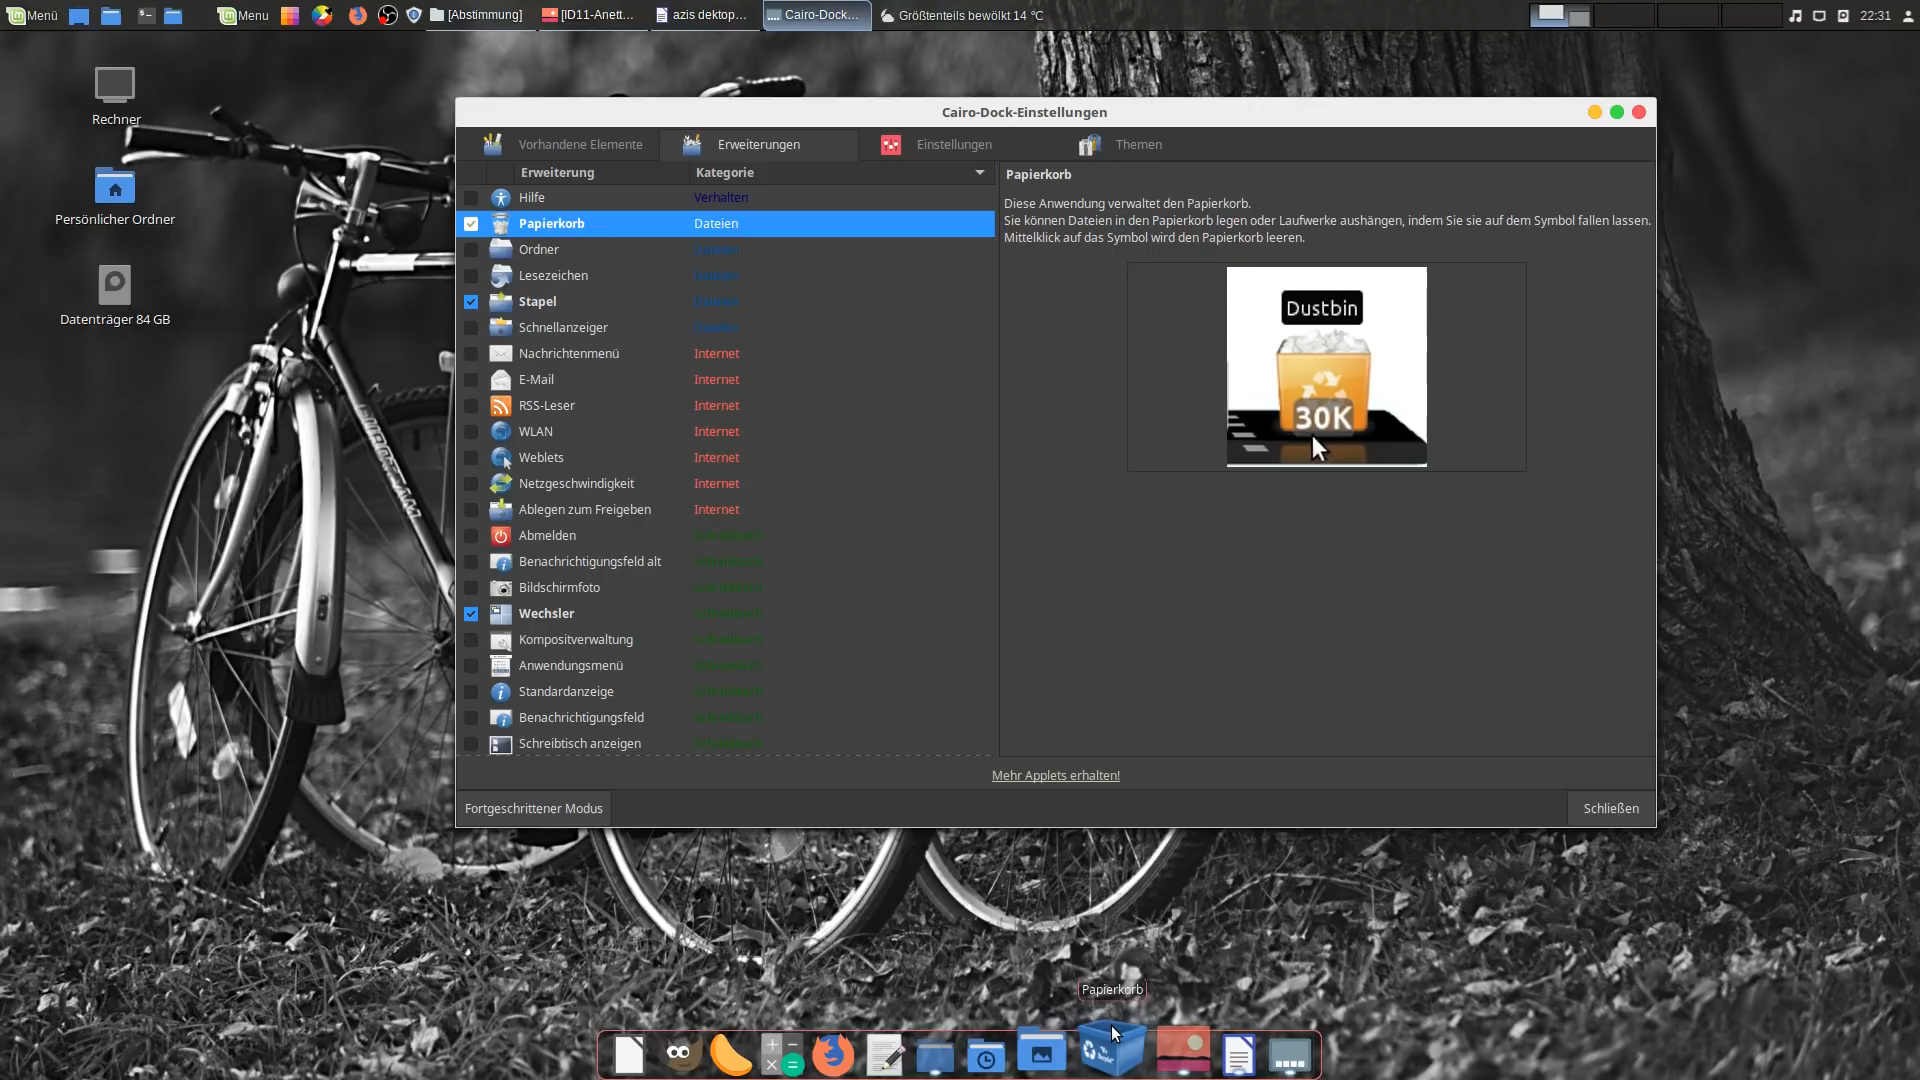 Menü
Menu
[Abstimmung]
[ID11-Anett...
azis dektop...
Cairo-Dock...
Größtenteils bewölkt 14 ℃
22:31
Rechner
Persönlicher Ordner
Datenträger 84 GB
Cairo-Dock-Einstellungen
Vorhandene Elemente
Erweiterungen
Einstellungen
Themen
Erweiterung
Kategorie
Hilfe
Verhalten
Papierkorb
Dateien
Ordner
Dateien
Lesezeichen
Dateien
Stapel
Dateien
Schnellanzeiger
Dateien
Nachrichtenmenü
Internet
E-Mail
Internet
RSS-Leser
Internet
WLAN
Internet
Weblets
Internet
Netzgeschwindigkeit
Internet
Ablegen zum Freigeben
Internet
Abmelden
Benachrichtigungsfeld alt
Bildschirmfoto
Wechsler
Kompositverwaltung
Anwendungsmenü
Standardanzeige
Benachrichtigungsfeld
Schreibtisch anzeigen
Papierkorb
Diese Anwendung verwaltet den Papierkorb.
Sie können Dateien in den Papierkorb legen oder Laufwerke aushängen, indem Sie sie auf dem Symbol fallen lassen.
Mittelklick auf das Symbol wird den Papierkorb leeren.
Dustbin
30K
Mehr Applets erhalten!
Fortgeschrittener Modus
Schließen
Papierkorb